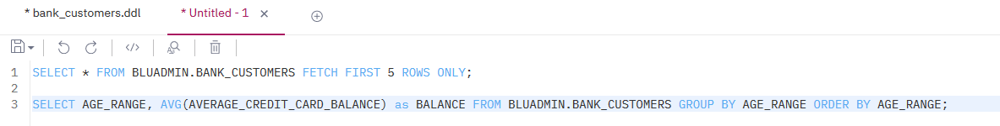 * bank_customers.ddl
* Untitled - 1
1 SELECT * FROM BLUADMIN.BANK_CUSTOMERS FETCH FIRST 5 ROWS ONLY;
2
3 SELECT AGE_RANGE, AVG(AVERAGE_CREDIT_CARD_BALANCE) as BALANCE FROM BLUADMIN.BANK_CUSTOMERS GROUP BY AGE_RANGE ORDER BY AGE_RANGE;